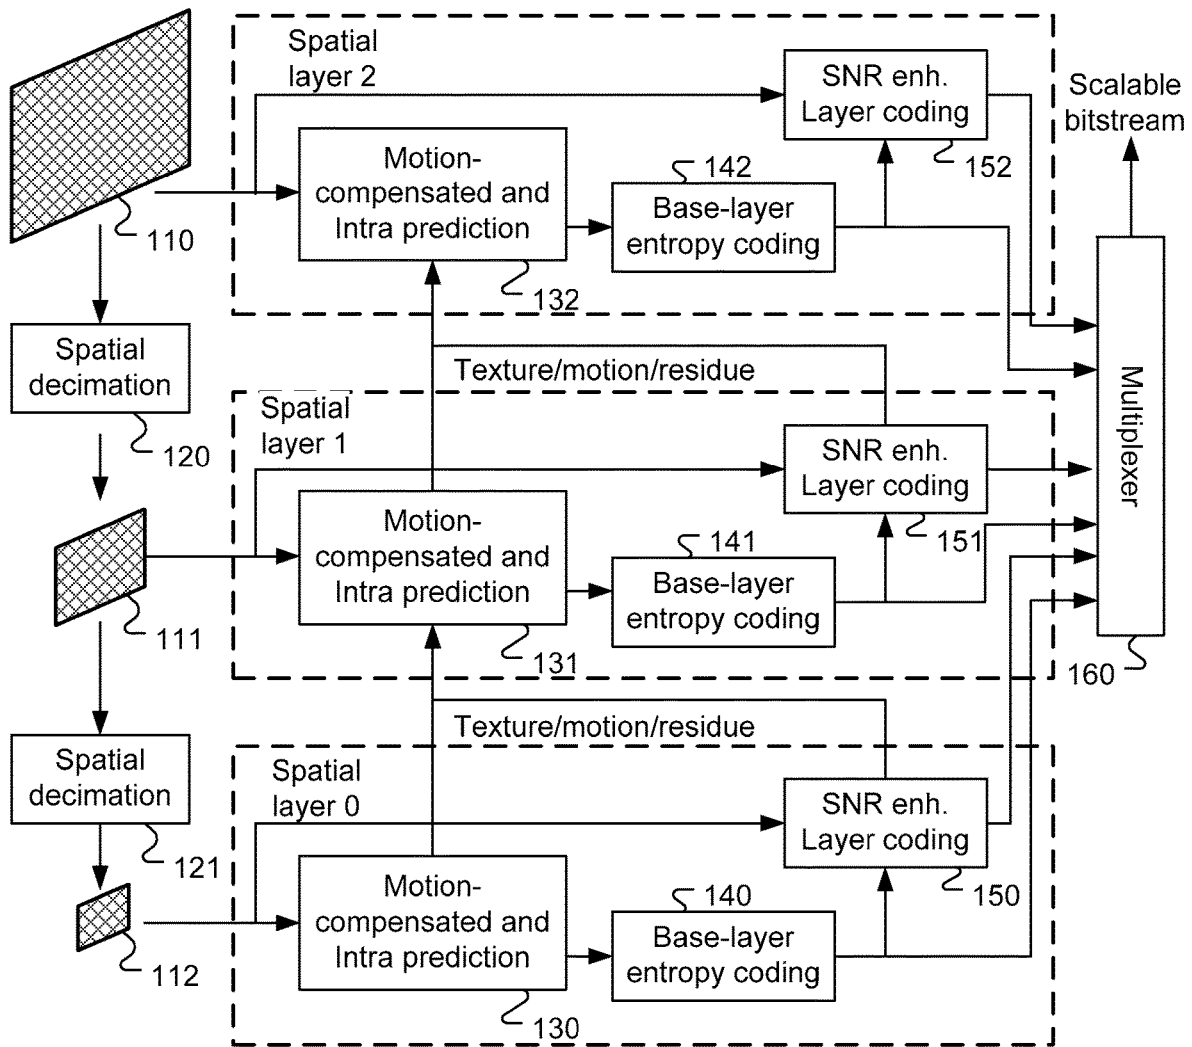 Spatial
layer 2
SNR enh.
Layer coding
152
Scalable
bitstream
Motion-
compensated and
Intra prediction
132
142
Base-layer
entropy coding
110
Spatial
decimation
120
Texture/motion/residue
Multiplexer
160
Spatial
layer 1
SNR enh.
Layer coding
151
Motion-
compensated and
Intra prediction
131
141
Base-layer
entropy coding
111
Texture/motion/residue
Spatial
decimation
121
Spatial
layer 0
SNR enh.
Layer coding
150
Motion-
compensated and
Intra prediction
130
140
Base-layer
entropy coding
112